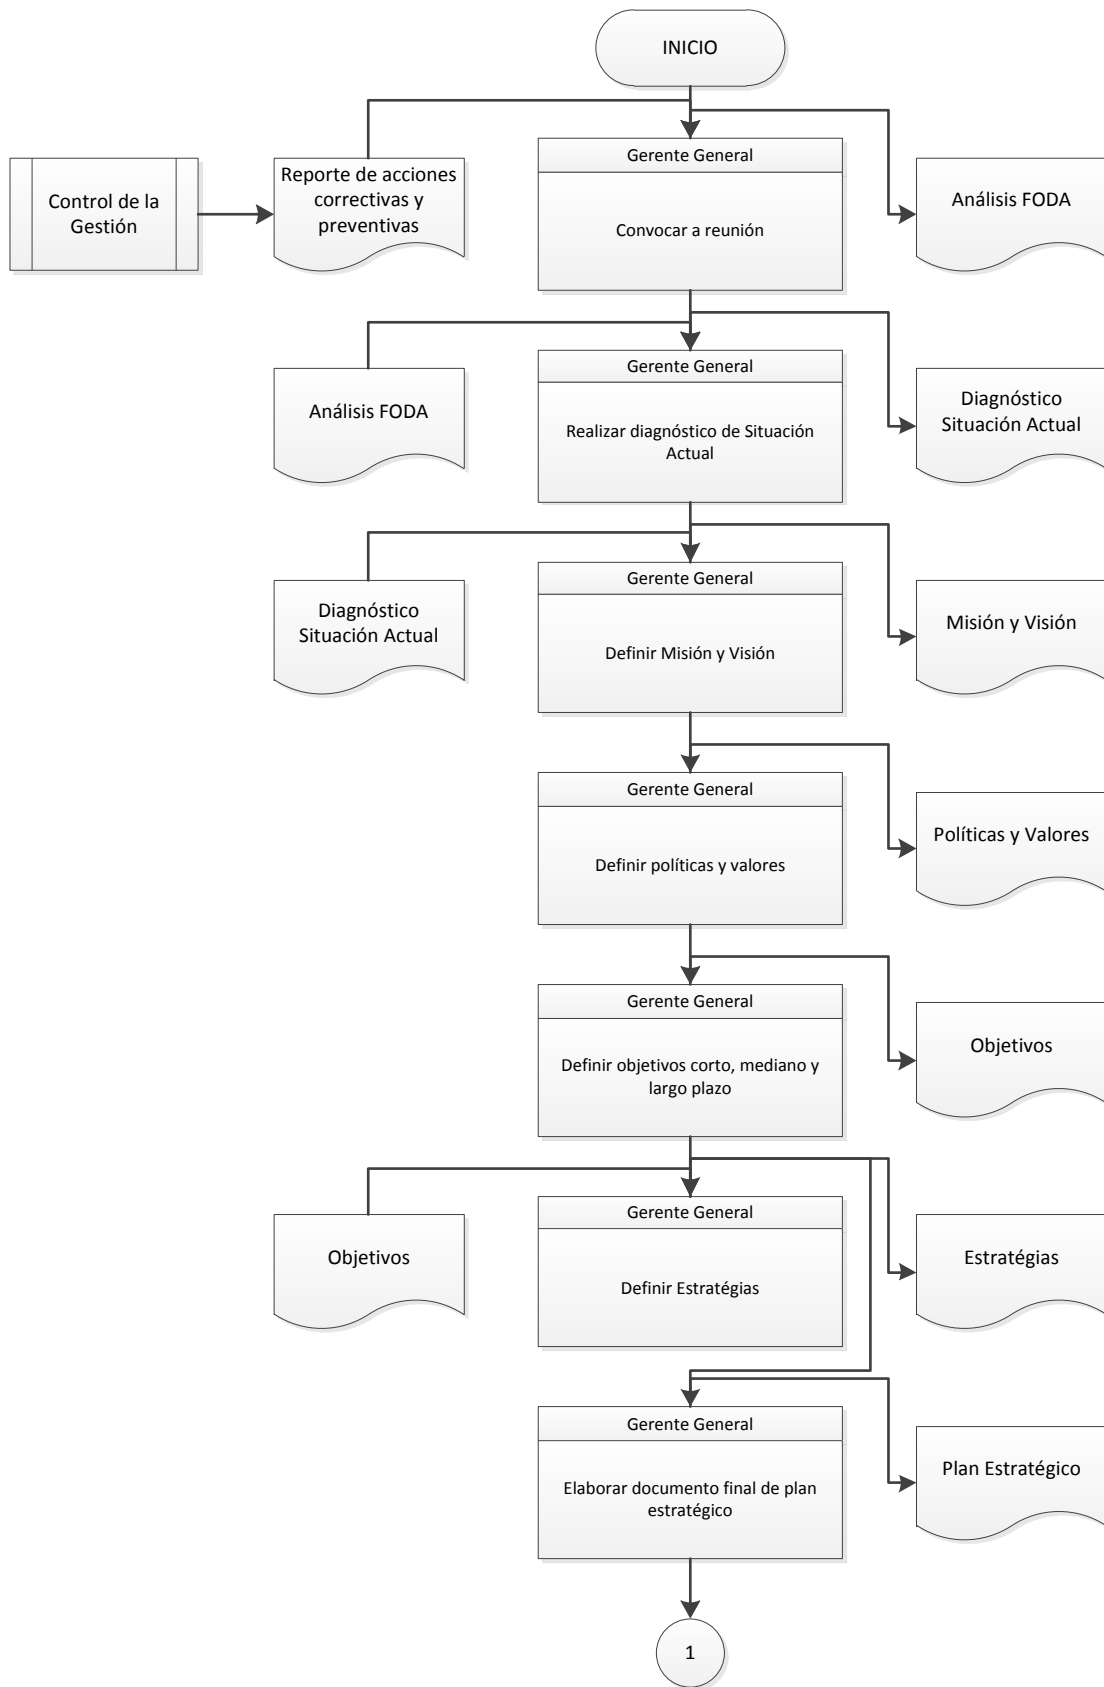 INICIO
Control de la
Gestión
Reporte de acciones
correctivas y
preventivas
Gerente General
Convocar a reunión
Análisis FODA
Análisis FODA
Gerente General
Realizar diagnóstico de Situación
Actual
Diagnóstico
Situación Actual
Diagnóstico
Situación Actual
Gerente General
Definir Misión y Visión
Misión y Visión
Gerente General
Definir políticas y valores
Políticas y Valores
Gerente General
Definir objetivos corto, mediano y
largo plazo
Objetivos
Objetivos
Gerente General
Definir Estratégias
Estratégias
Gerente General
Elaborar documento final de plan
estratégico
Plan Estratégico
1